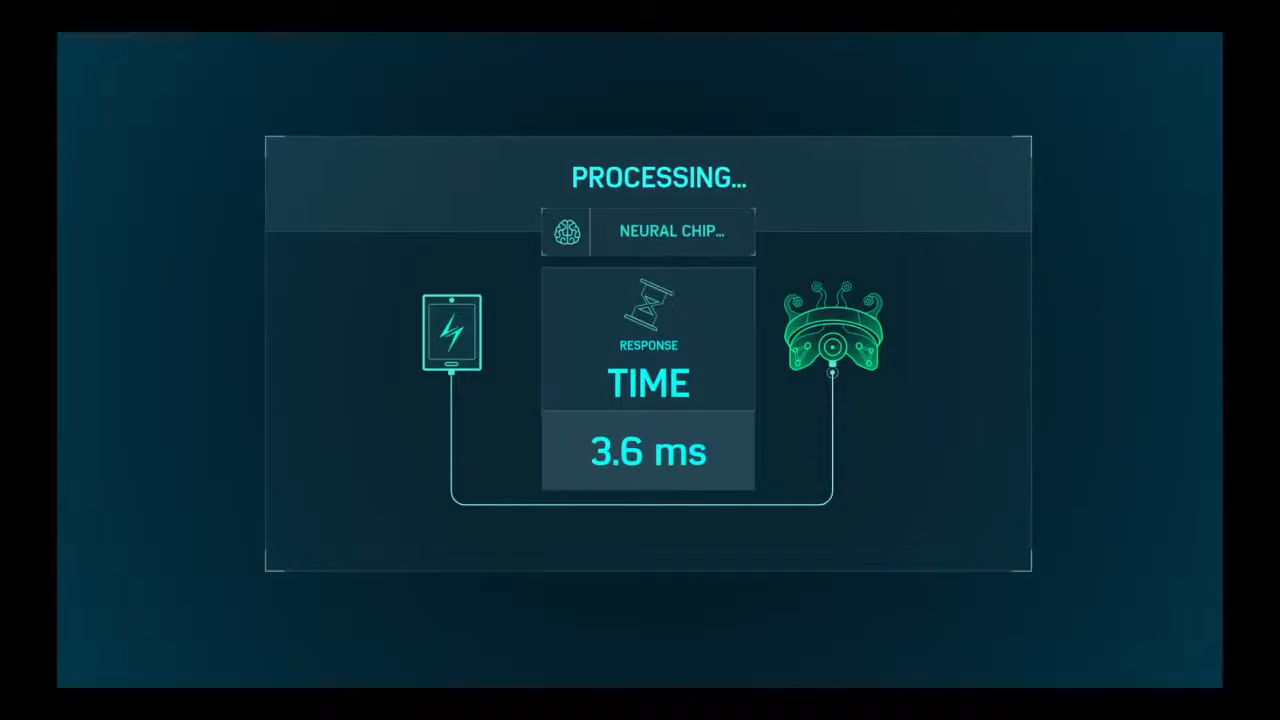 PROCESSING...
NEURAL CHIP...
RESPONSE
TIME
3.6 ms